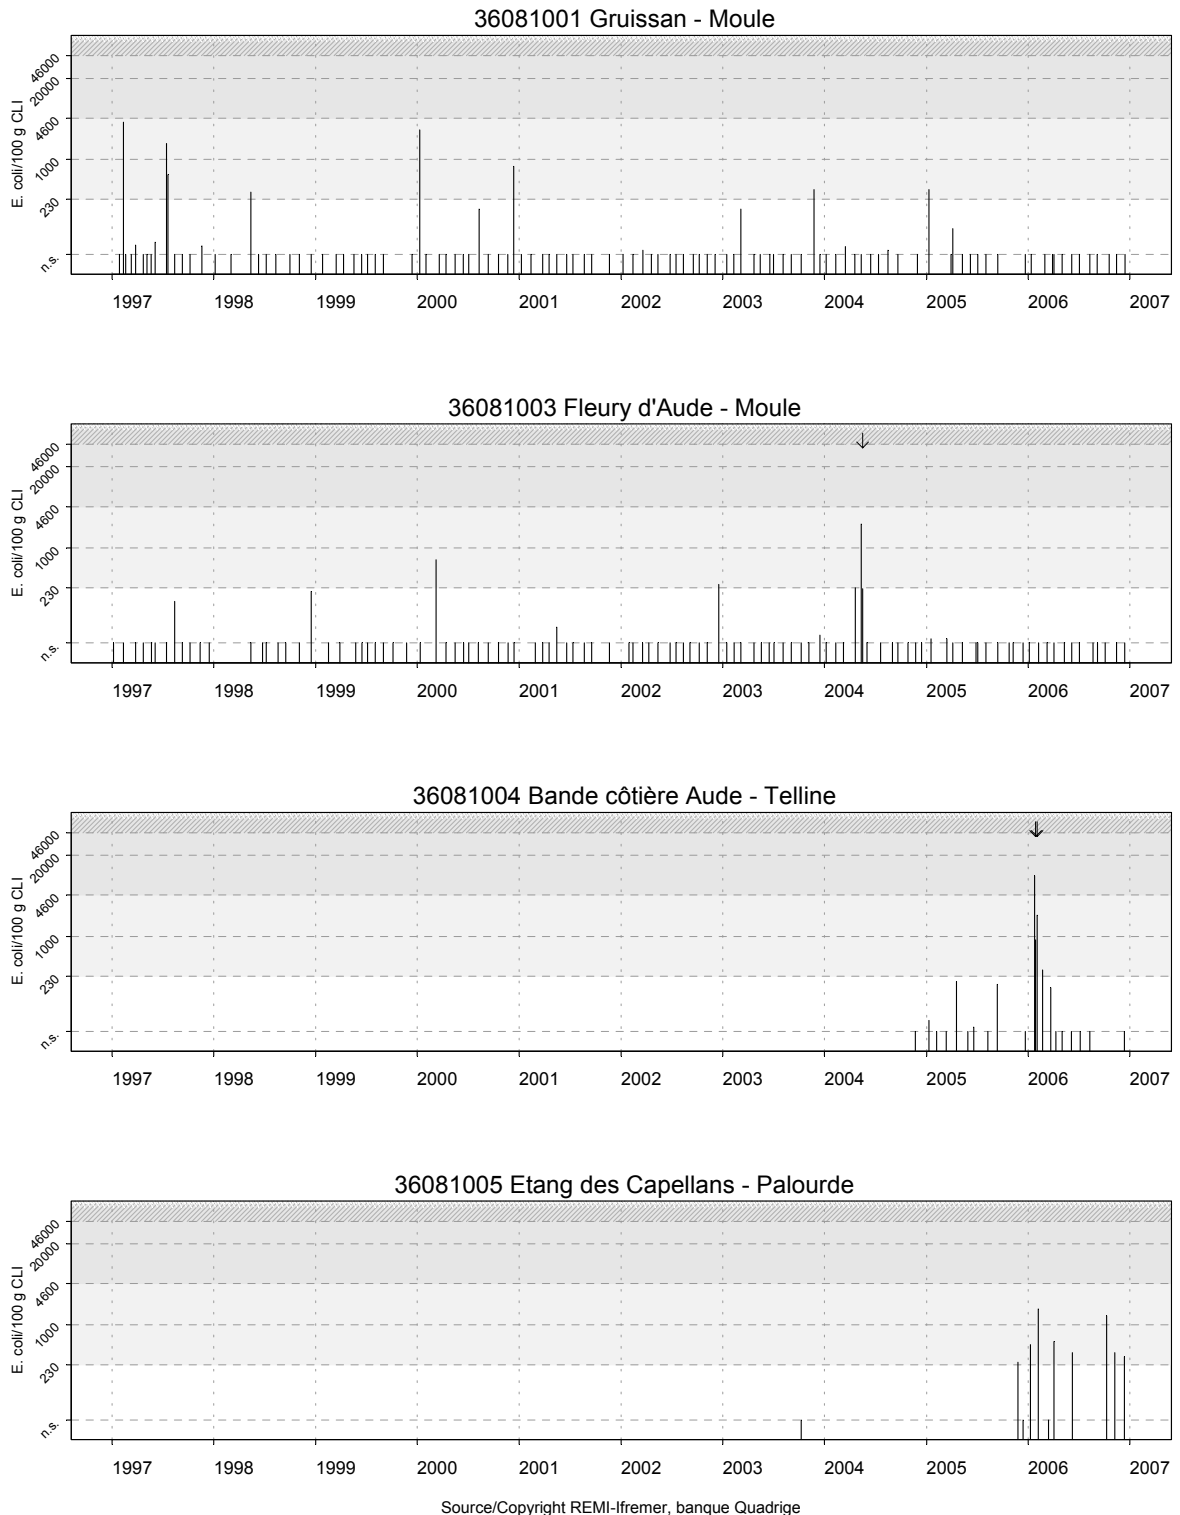 36081001 Gruissan - Moule
E. coli/100 g CLI
46000
20000
4600
1000
230
n.s.
1997 1998 1999 2000 2001 2002 2003 2004 2005 2006 2007
36081003 Fleury d'Aude - Moule
E. coli/100 g CLI
46000
20000
4600
1000
230
n.s.
1997 1998 1999 2000 2001 2002 2003 2004 2005 2006 2007
36081004 Bande côtière Aude - Telline
E. coli/100 g CLI
46000
20000
4600
1000
230
n.s.
1997 1998 1999 2000 2001 2002 2003 2004 2005 2006 2007
36081005 Etang des Capellans - Palourde
E. coli/100 g CLI
46000
20000
4600
1000
230
n.s.
1997 1998 1999 2000 2001 2002 2003 2004 2005 2006 2007
Source/Copyright REMI-Ifremer, banque Quadrige